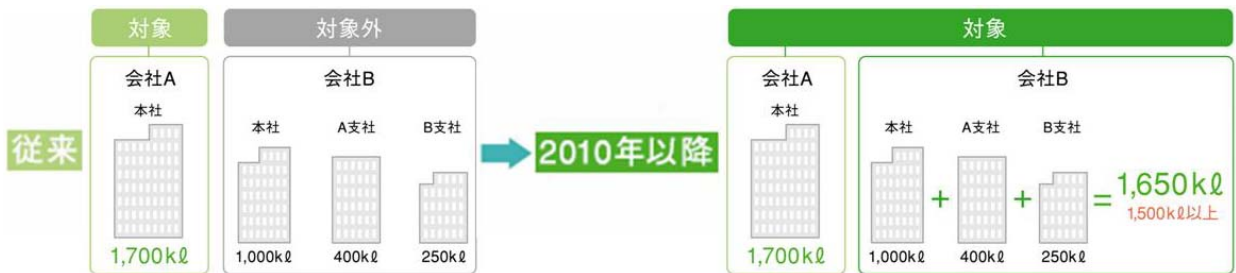 従来
対象
会社A
本社
1,700kℓ
対象外
会社B
本社
A支社
B支社
1,000kℓ
400kℓ
250kℓ
2010年以降
対象
会社A
本社
1,700kℓ
会社B
本社
A支社
B支社
+
+
=
1,650kℓ
1,500kℓ以上
1,000kℓ
400kℓ
250kℓ